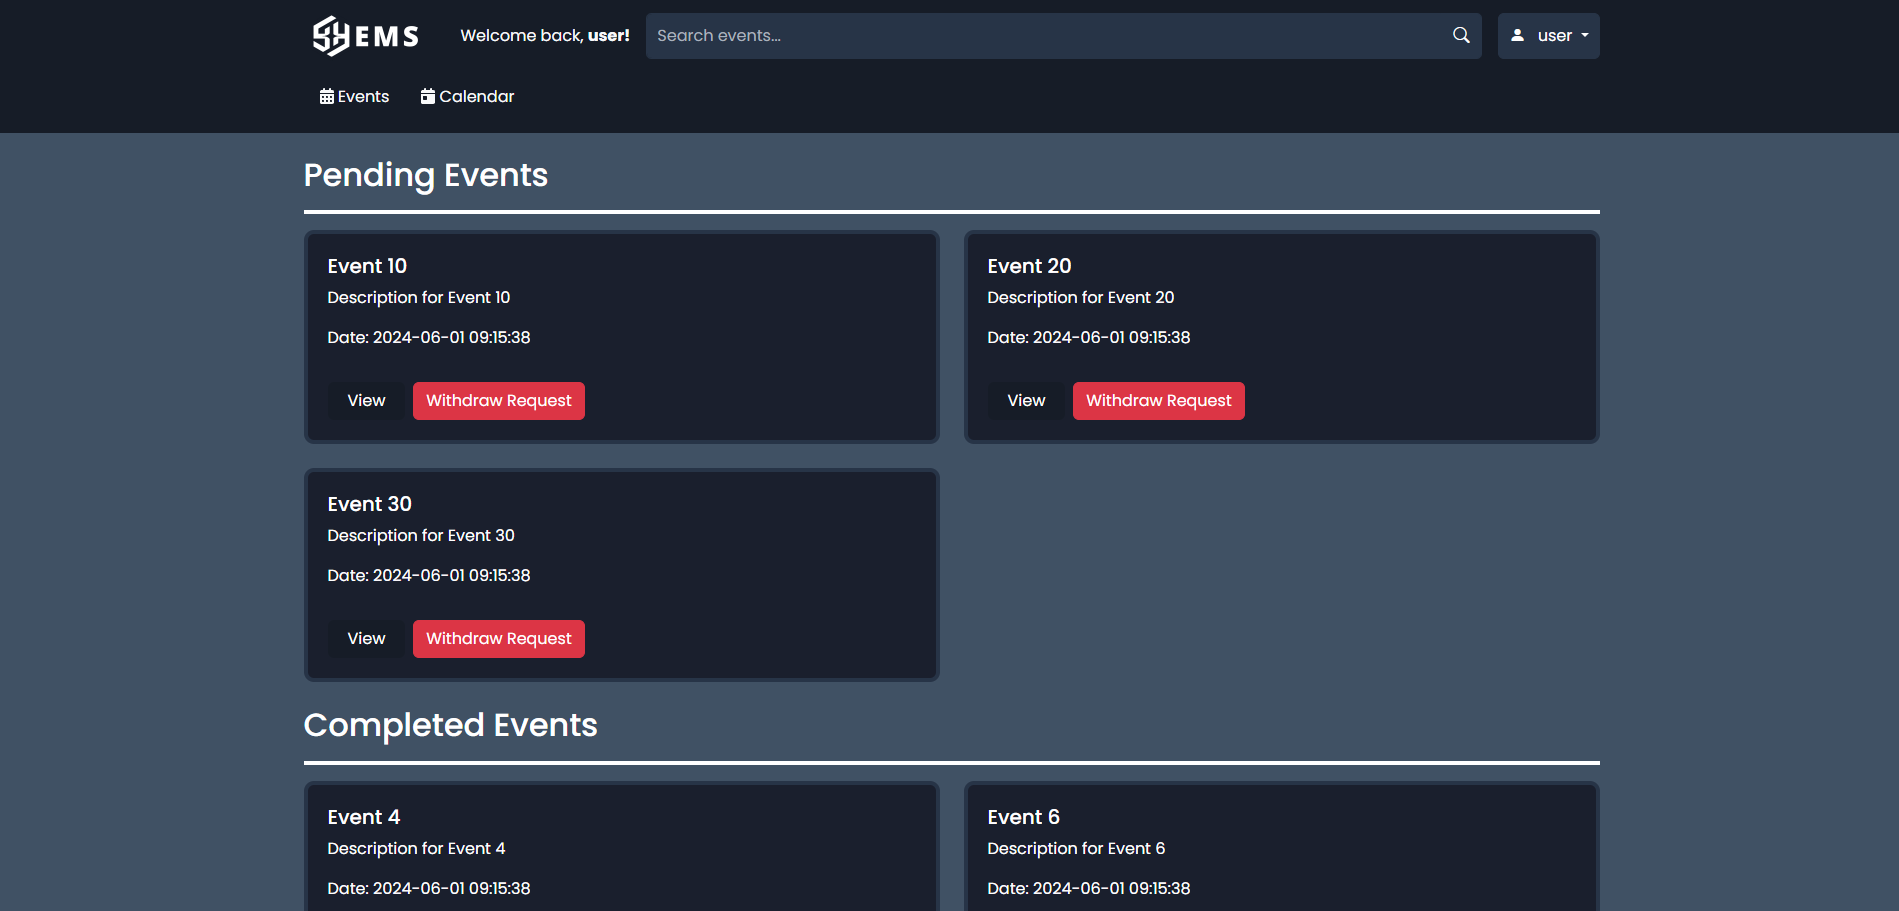 SHEMS
Welcome back, user!
Search events...
user
Events
Calendar
Pending Events
Event 10
Description for Event 10
Date: 2024-06-01 09:15:38
View
Withdraw Request
Event 20
Description for Event 20
Date: 2024-06-01 09:15:38
View
Withdraw Request
Event 30
Description for Event 30
Date: 2024-06-01 09:15:38
View
Withdraw Request
Completed Events
Event 4
Description for Event 4
Date: 2024-06-01 09:15:38
Event 6
Description for Event 6
Date: 2024-06-01 09:15:38